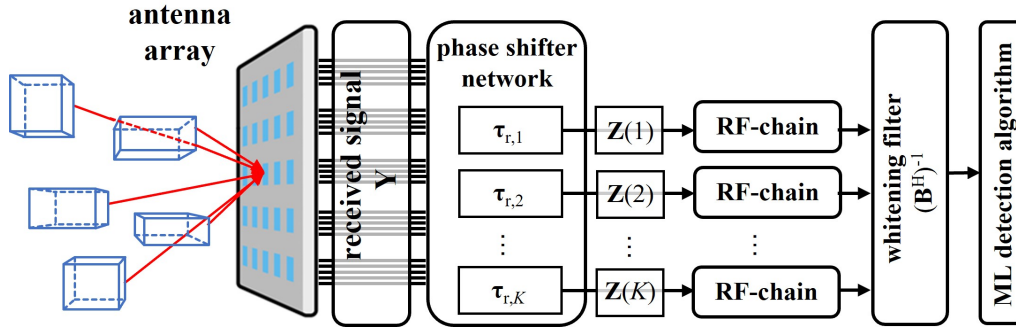 antenna
array
received signal
Y
phase shifter
network
τr,1
Z(1)
RF-chain
τr,2
Z(2)
RF-chain
⋮
⋮
⋮
τr,K
Z(K)
RF-chain
whitening filter
(B^H)^-1
ML detection algorithm